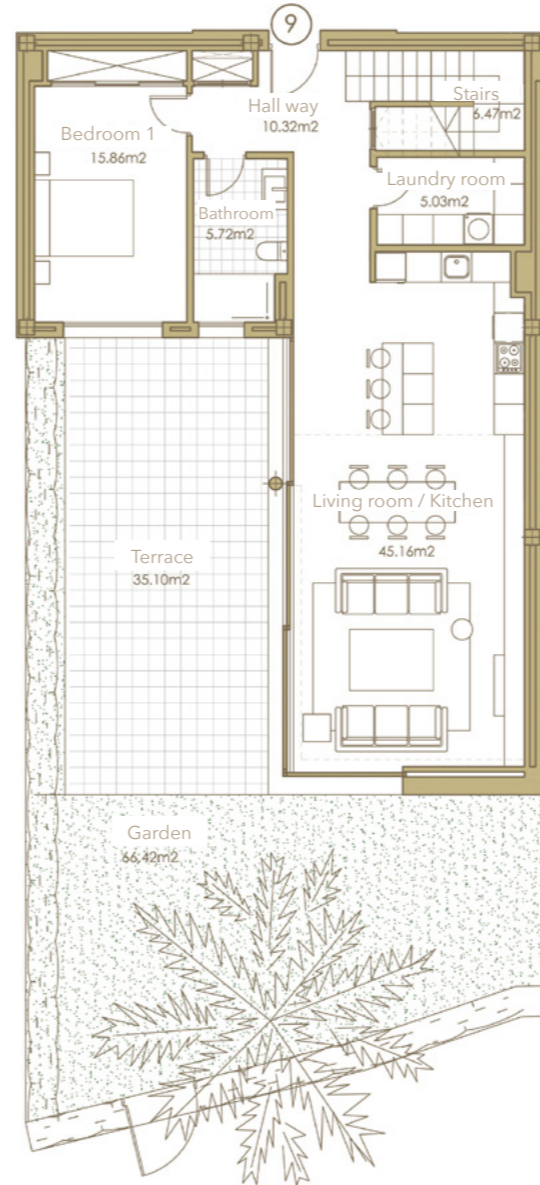 9
Hall way
10.32m2
Stairs
6.47m2
Bedroom 1
15.86m2
Laundry room
5.03m2
Bathroom
5.72m2
Living room / Kitchen
45.16m2
Terrace
35.10m2
Garden
66.42m2